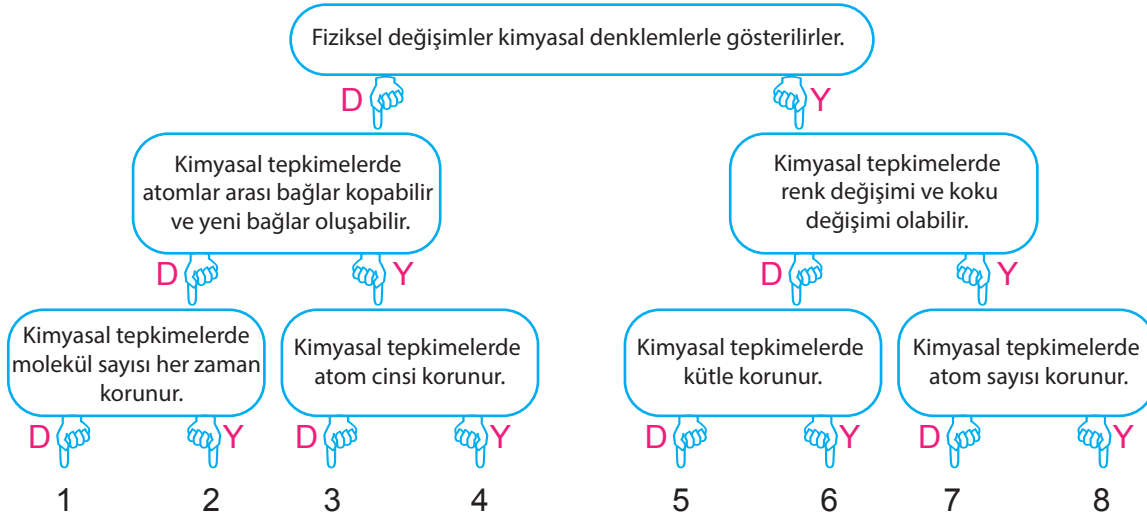 Fiziksel değişimler kimyasal denklemlerle gösterilirler.
D
Y
Kimyasal tepkimelerde
atomlar arası bağlar kopabilir
ve yeni bağlar oluşabilir.
Kimyasal tepkimelerde
renk değişimi ve koku
değişimi olabilir.
D
Y
D
Y
Kimyasal tepkimelerde
molekül sayısı her zaman
korunur.
Kimyasal tepkimelerde
atom cinsi korunur.
Kimyasal tepkimelerde
kütle korunur.
Kimyasal tepkimelerde
atom sayısı korunur.
D
Y
D
Y
D
Y
D
Y
1
2
3
4
5
6
7
8